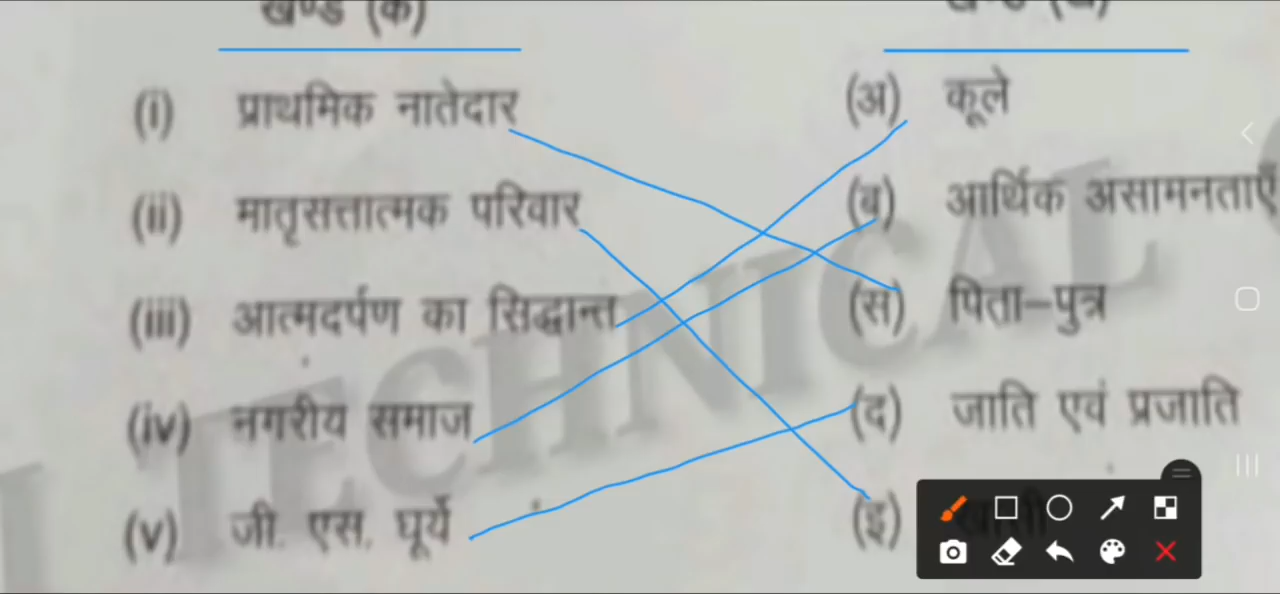 खण्ड (क)
(i) प्राथमिक नातेदार (अ) कूले
(ii) मातृसत्तात्मक परिवार (ब) आर्थिक असामनताएँ
(iii) आत्मदर्पण का सिद्धान्त (स) पिता–पुत्र
(iv) नगरीय समाज (द) जाति एवं प्रजाति
(v) जी. एस. घूर्ये (इ)
TECHNICAL